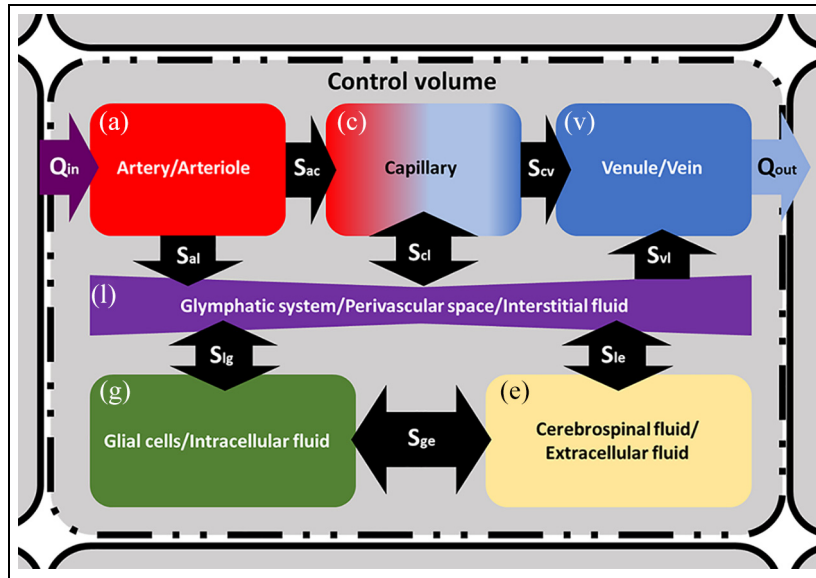 Control volume
(a)
(c)
(v)
Qin
Artery/Arteriole
Sac
Capillary
Scv
Venule/Vein
Qout
Sal
Scl
Svl
(l)
Glymphatic system/Perivascular space/Interstitial fluid
Slg
Sle
(g)
(e)
Glial cells/Intracellular fluid
Sge
Cerebrospinal fluid/
Extracellular fluid